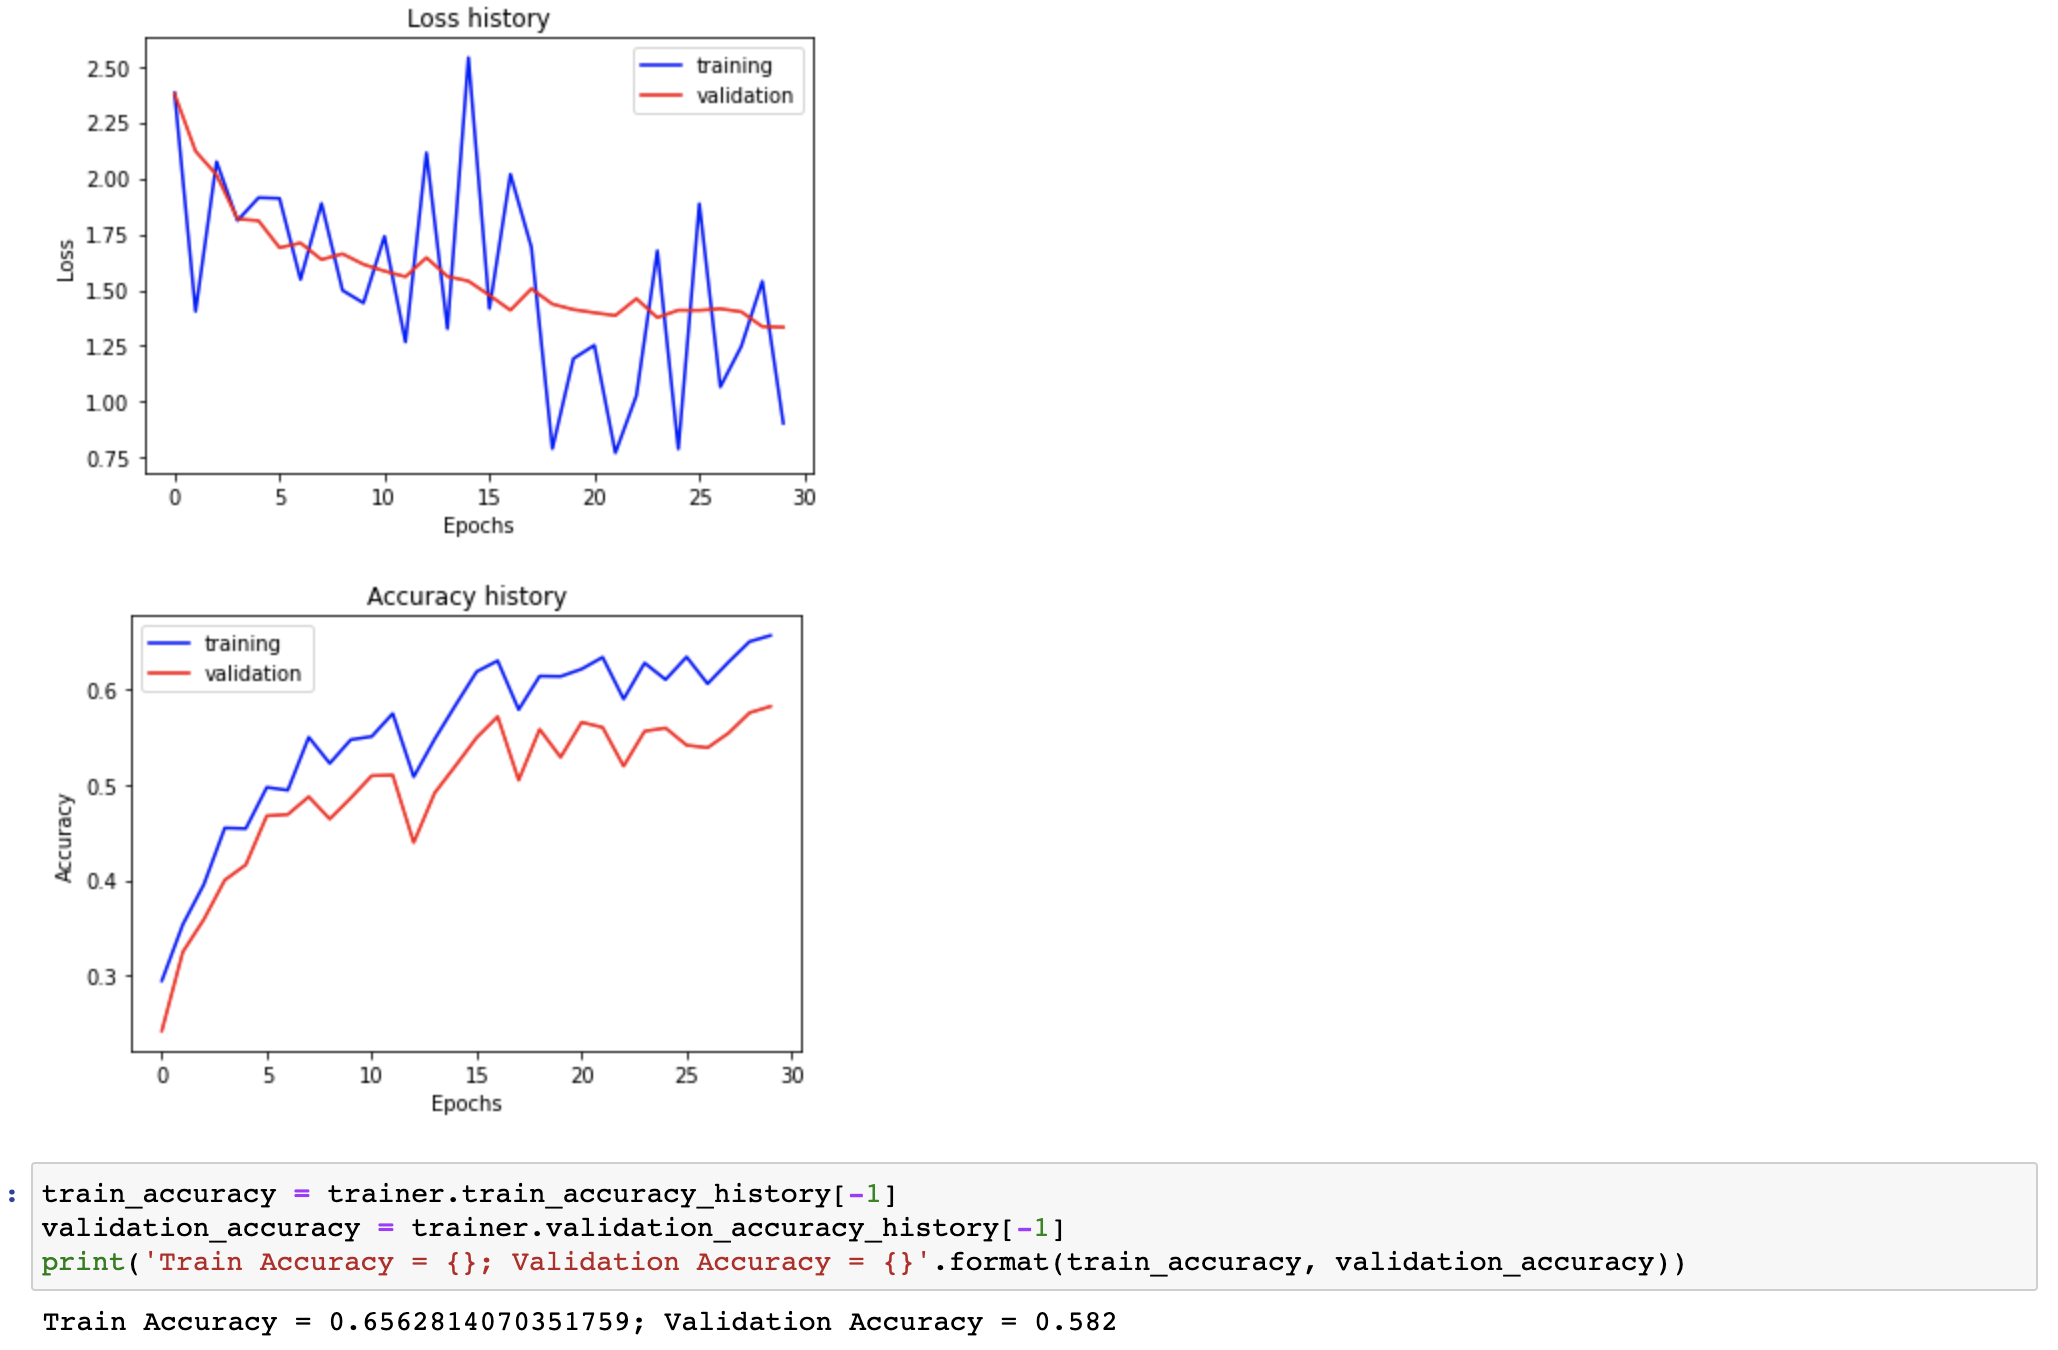 Loss history
training
validation
2.50
2.25
2.00
1.75
1.50
1.25
1.00
0.75
Loss
0 5 10 15 20 25 30
Epochs
Accuracy history
training
validation
0.6
0.5
0.4
0.3
Accuracy
0 5 10 15 20 25 30
Epochs
: train_accuracy = trainer.train_accuracy_history[-1]
validation_accuracy = trainer.validation_accuracy_history[-1]
print('Train Accuracy = {}; Validation Accuracy = {}'.format(train_accuracy, validation_accuracy))
Train Accuracy = 0.6562814070351759; Validation Accuracy = 0.582